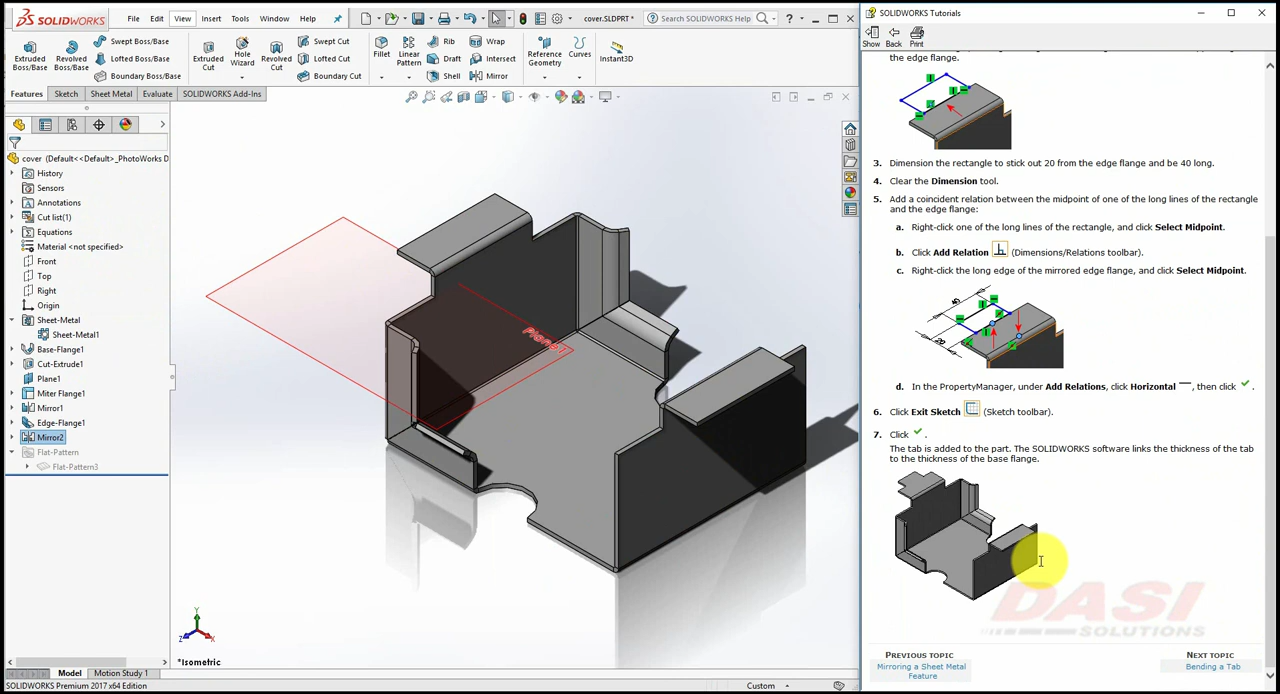 SOLIDWORKS
File
Edit
View
Insert
Tools
Window
Help
cover.SLDPRT
Search SOLIDWORKS Help
Extruded Boss/Base
Revolved Boss/Base
Swept Boss/Base
Lofted Boss/Base
Boundary Boss/Base
Extruded Cut
Hole Wizard
Revolved Cut
Swept Cut
Lofted Cut
Boundary Cut
Fillet
Linear Pattern
Rib
Draft
Shell
Wrap
Intersect
Mirror
Reference Geometry
Curves
Instant3D
Features
Sketch
Sheet Metal
Evaluate
SOLIDWORKS Add-Ins
cover (Default<<Default>_PhotoWorks D
History
Sensors
Annotations
Cut list(1)
Equations
Material <not specified>
Front
Top
Right
Origin
Sheet-Metal
Sheet-Metal1
Base-Flange1
Cut-Extrude1
Plane1
Miter Flange1
Mirror1
Edge-Flange1
Mirror2
Flat-Pattern
Flat-Pattern3
Plane1
Y
Z
X
*Isometric
Model
Motion Study 1
SOLIDWORKS Premium 2017 x64 Edition
Custom
SOLIDWORKS Tutorials
Show
Back
Print
the edge flange.
3. Dimension the rectangle to stick out 20 from the edge flange and be 40 long.
4. Clear the Dimension tool.
5. Add a coincident relation between the midpoint of one of the long lines of the rectangle
and the edge flange:
a. Right-click one of the long lines of the rectangle, and click Select Midpoint.
b. Click Add Relation (Dimensions/Relations toolbar).
c. Right-click the long edge of the mirrored edge flange, and click Select Midpoint.
40
20
d. In the PropertyManager, under Add Relations, click Horizontal —, then click ✓.
6. Click Exit Sketch (Sketch toolbar).
7. Click ✓.
The tab is added to the part. The SOLIDWORKS software links the thickness of the tab
to the thickness of the base flange.
DASI
SOLUTIONS
PREVIOUS TOPIC
Mirroring a Sheet Metal
Feature
NEXT TOPIC
Bending a Tab